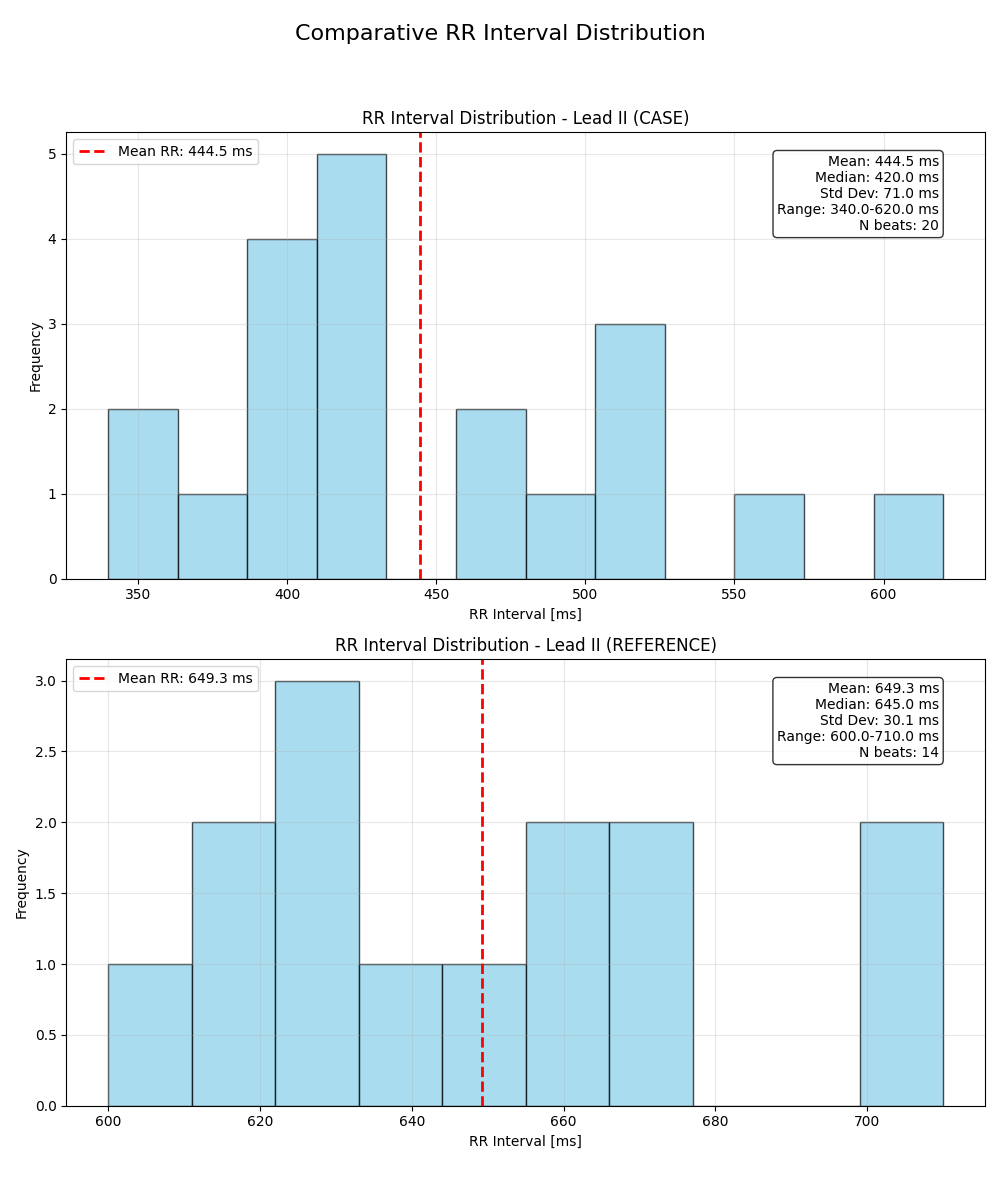 Comparative RR Interval Distribution
RR Interval Distribution - Lead II (CASE)
Mean RR: 444.5 ms
Mean: 444.5 ms
Median: 420.0 ms
Std Dev: 71.0 ms
Range: 340.0-620.0 ms
N beats: 20
Frequency
5
4
3
2
1
0
350 400 450 500 550 600
RR Interval [ms]
RR Interval Distribution - Lead II (REFERENCE)
Mean RR: 649.3 ms
Mean: 649.3 ms
Median: 645.0 ms
Std Dev: 30.1 ms
Range: 600.0-710.0 ms
N beats: 14
Frequency
3.0
2.5
2.0
1.5
1.0
0.5
0.0
600 620 640 660 680 700
RR Interval [ms]